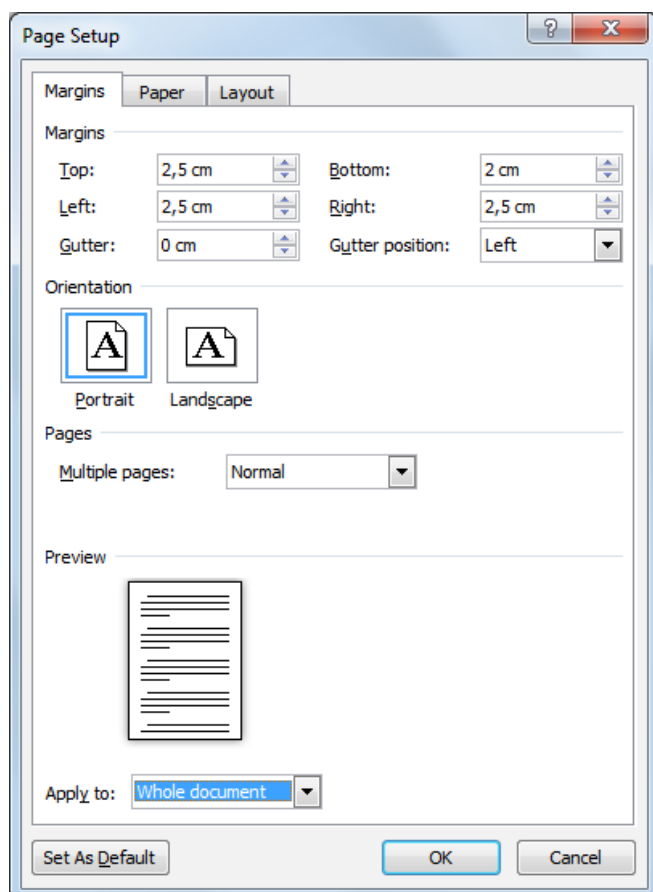 Page Setup
Margins Paper Layout
Margins
Top: 2,5 cm Bottom: 2 cm
Left: 2,5 cm Right: 2,5 cm
Gutter: 0 cm Gutter position: Left
Orientation
A A
Portrait Landscape
Pages
Multiple pages: Normal
Preview
Apply to: Whole document
Set As Default OK Cancel